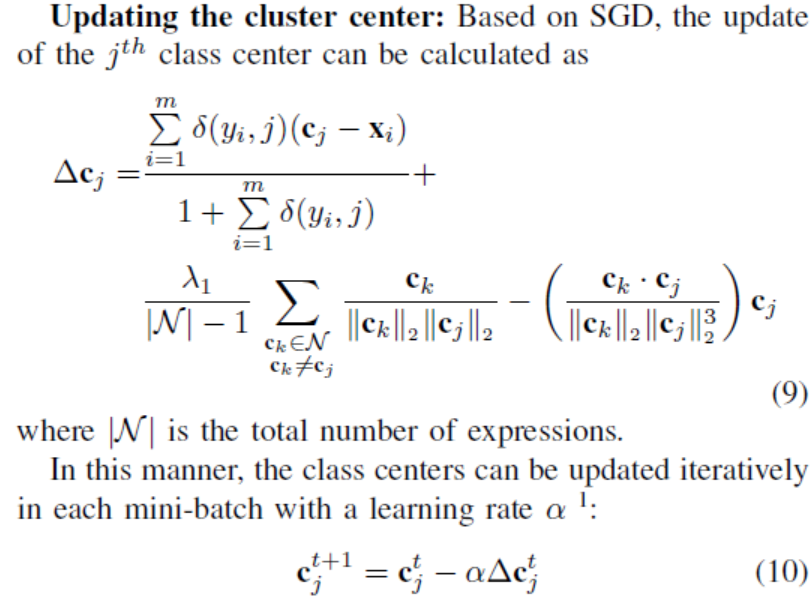 Updating the cluster center: Based on SGD, the update
of the $j^{th}$ class center can be calculated as
$$\Delta \mathbf{c}_j = \frac{\sum_{i=1}^{m} \delta(y_i, j)(\mathbf{c}_j - \mathbf{x}_i)}{1 + \sum_{i=1}^{m} \delta(y_i, j)} +$$
$$\frac{\lambda_1}{|\mathcal{N}| - 1} \sum_{\substack{\mathbf{c}_k \in \mathcal{N} \\ \mathbf{c}_k \neq \mathbf{c}_j}} \frac{\mathbf{c}_k}{\|\mathbf{c}_k\|_2 \|\mathbf{c}_j\|_2} - \left( \frac{\mathbf{c}_k \cdot \mathbf{c}_j}{\|\mathbf{c}_k\|_2 \|\mathbf{c}_j\|_2^3} \right) \mathbf{c}_j$$
(9)
where $|\mathcal{N}|$ is the total number of expressions.
In this manner, the class centers can be updated iteratively
in each mini-batch with a learning rate $\alpha$ $^1$:
$$\mathbf{c}_j^{t+1} = \mathbf{c}_j^t - \alpha \Delta \mathbf{c}_j^t$$ (10)